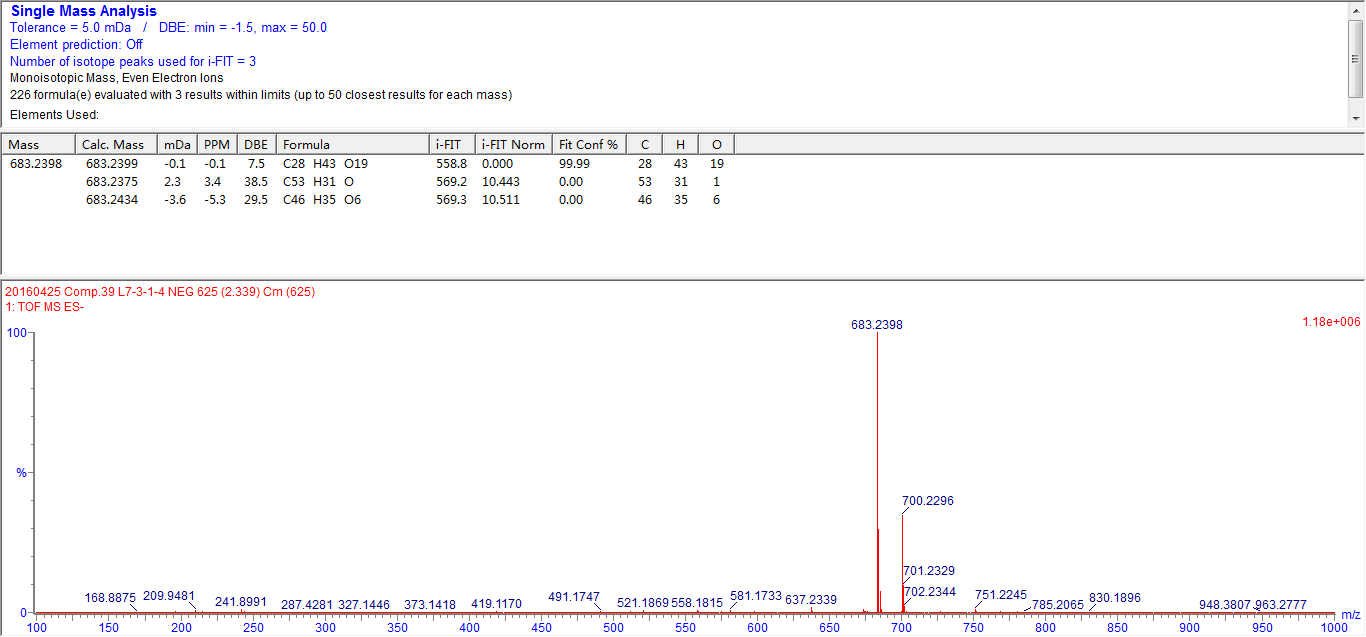 Single Mass Analysis
Tolerance = 5.0 mDa / DBE: min = -1.5, max = 50.0
Element prediction: Off
Number of isotope peaks used for i-FIT = 3
Monoisotopic Mass, Even Electron Ions
226 formula(e) evaluated with 3 results within limits (up to 50 closest results for each mass)
Elements Used:
Mass Calc. Mass mDa PPM DBE Formula i-FIT i-FIT Norm Fit Conf % C H O
683.2398 683.2399 -0.1 -0.1 7.5 C28 H43 O19 558.8 0.000 99.99 28 43 19
683.2375 2.3 3.4 38.5 C53 H31 O 569.2 10.443 0.00 53 31 1
683.2434 -3.6 -5.3 29.5 C46 H35 O6 569.3 10.511 0.00 46 35 6
20160425 Comp.39 L7-3-1-4 NEG 625 (2.339) Cm (625)
1: TOF MS ES-
1.18e+006
683.2398
100
%
700.2296
701.2329
702.2344
168.8875 209.9481 241.8991 287.4281 327.1446 373.1418 419.1170 491.1747 521.1869 558.1815 581.1733 637.2339 751.2245 785.2065 830.1896 948.3807 963.2777
0
m/z
100 150 200 250 300 350 400 450 500 550 600 650 700 750 800 850 900 950 1000